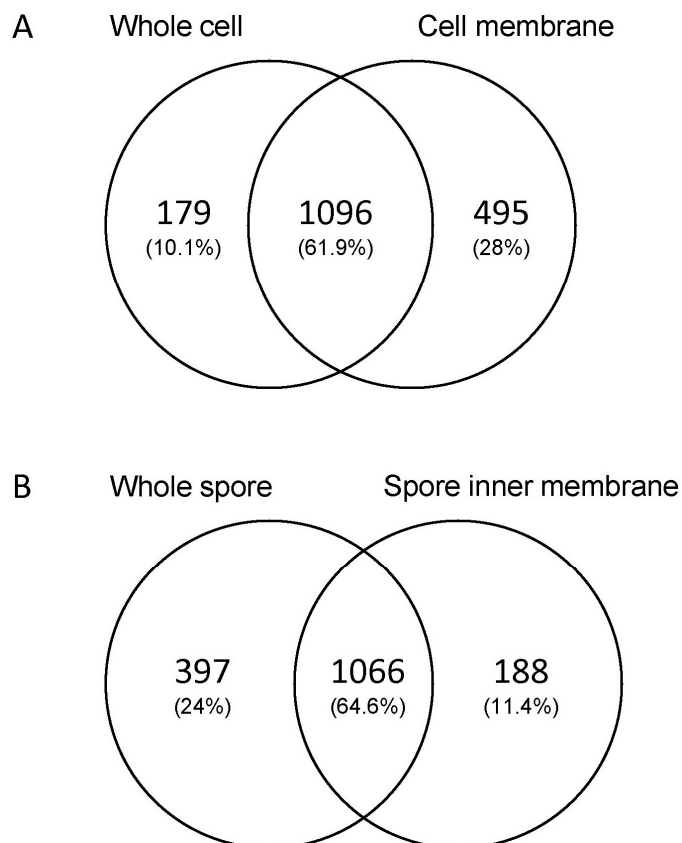 A Whole cell Cell membrane
179 1096 495
(10.1%) (61.9%) (28%)
B Whole spore Spore inner membrane
397 1066 188
(24%) (64.6%) (11.4%)